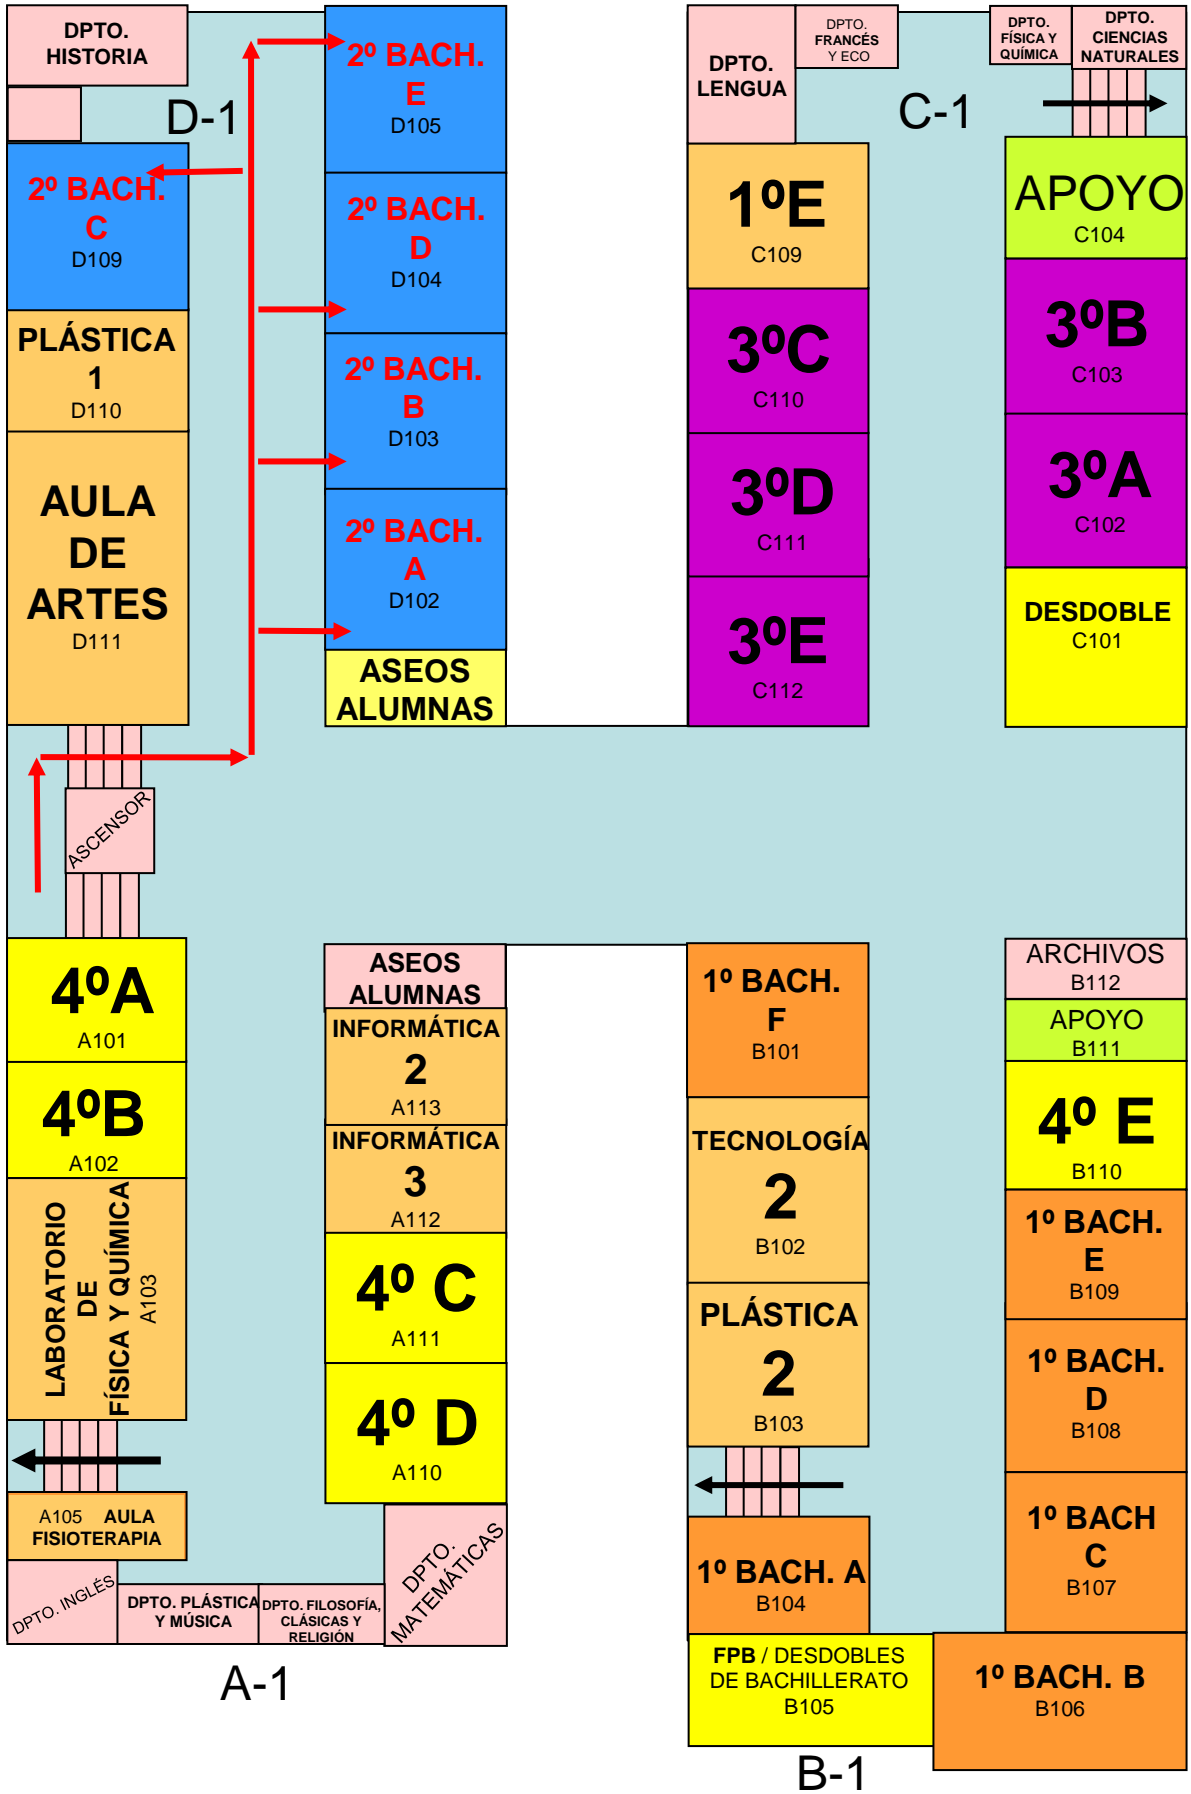 DPTO.
HISTORIA
D-1
2º BACH.
E
D105
2º BACH.
C
D109
2º BACH.
D
D104
PLÁSTICA
1
D110
2º BACH.
B
D103
AULA
DE
ARTES
D111
2º BACH.
A
D102
ASEOS
ALUMNAS
ASCENSOR
DPTO.
LENGUA
DPTO.
FRANCÉS
Y ECO
DPTO.
FÍSICA Y
QUÍMICA
DPTO.
CIENCIAS
NATURALES
C-1
1ºE
C109
APOYO
C104
3ºC
C110
3ºB
C103
3ºD
C111
3ºA
C102
3ºE
C112
DESDOBLE
C101
4ºA
A101
4ºB
A102
LABORATORIO
DE
FÍSICA Y QUÍMICA
A103
A105 AULA
FISIOTERAPIA
DPTO. INGLÉS
DPTO. PLÁSTICA
Y MÚSICA
DPTO. FILOSOFÍA,
CLÁSICAS Y
RELIGIÓN
DPTO.
MATEMÁTICAS
ASEOS
ALUMNAS
INFORMÁTICA
2
A113
INFORMÁTICA
3
A112
4º C
A111
4º D
A110
A-1
1º BACH.
F
B101
TECNOLOGÍA
2
B102
PLÁSTICA
2
B103
1º BACH. A
B104
FPB / DESDOBLES
DE BACHILLERATO
B105
ARCHIVOS
B112
APOYO
B111
4º E
B110
1º BACH.
E
B109
1º BACH.
D
B108
1º BACH
C
B107
1º BACH. B
B106
B-1